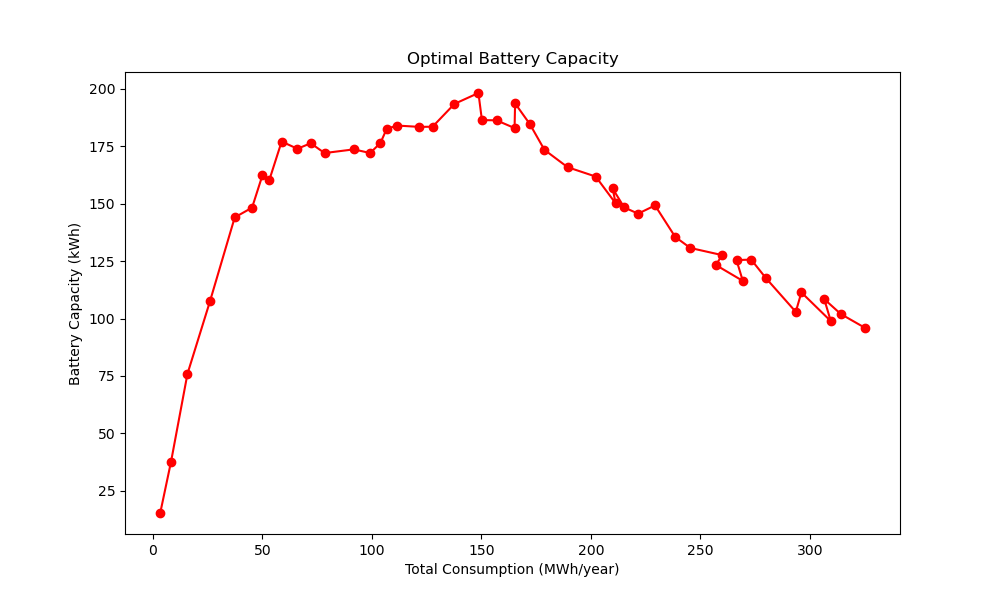 Optimal Battery Capacity
Battery Capacity (kWh)
200
175
150
125
100
75
50
25
0 50 100 150 200 250 300
Total Consumption (MWh/year)